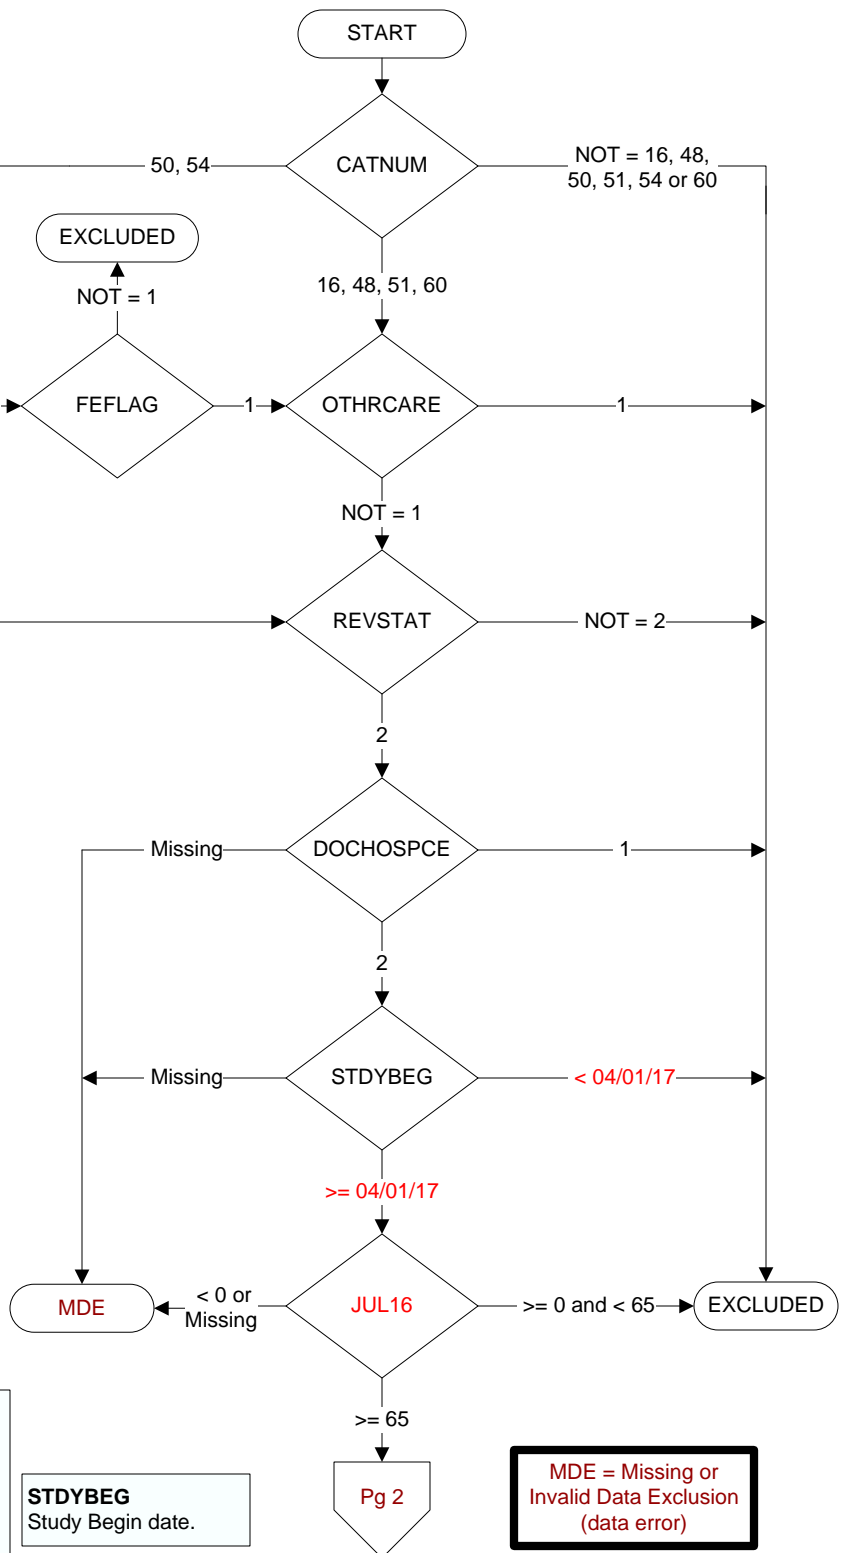 START
CATNUM
50, 54
NOT = 16, 48,
50, 51, 54 or 60
EXCLUDED
NOT = 1
16, 48, 51, 60
FEFLAG
1
OTHRCARE
1
NOT = 1
REVSTAT
NOT = 2
2
Missing
DOCHOSPCE
1
2
Missing
STDYBEG
< 04/01/17
>= 04/01/17
MDE
< 0 or
Missing
JUL16
>= 0 and < 65
EXCLUDED
>= 65
Pg 2
STDYBEG
Study Begin date.
MDE = Missing or
Invalid Data Exclusion
(data error)